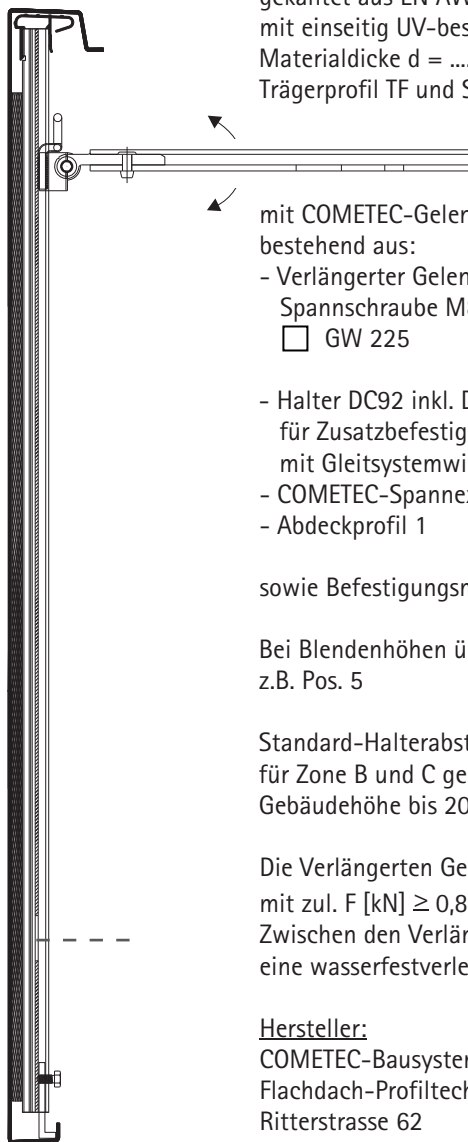 gekantet aus EN AW
mit einseitig UV-bes
Materialdicke d = ...
Trägerprofil TF und S
mit COMETEC-Gelen
bestehend aus:
- Verlängerter Gelen
Spannschraube M
GW 225
- Halter DC92 inkl. D
für Zusatzbefestig
mit Gleitsystemwi
- COMETEC-Spannex
- Abdeckprofil 1
sowie Befestigungsm
Bei Blendenhöhen ü
z.B. Pos. 5
Standard-Halterabst
für Zone B und C ge
Gebäudehöhe bis 20
Die Verlängerten Ge
mit zul. F [kN] ≥ 0,8
Zwischen den Verlän
eine wasserfestverle
Hersteller:
COMETEC-Bausystem
Flachdach-Profiltech
Ritterstrasse 62